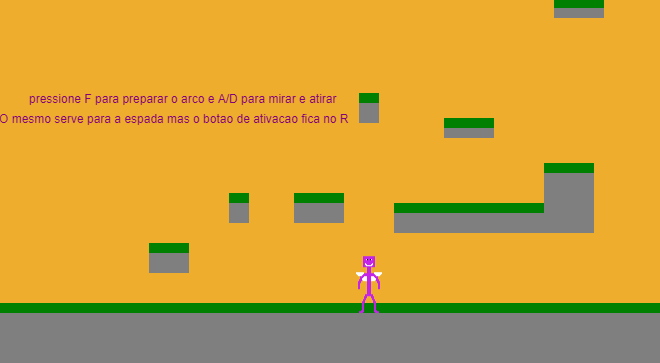 pressione F para preparar o arco e A/D para mirar e atirar
O mesmo serve para a espada mas o botao de ativacao fica no R